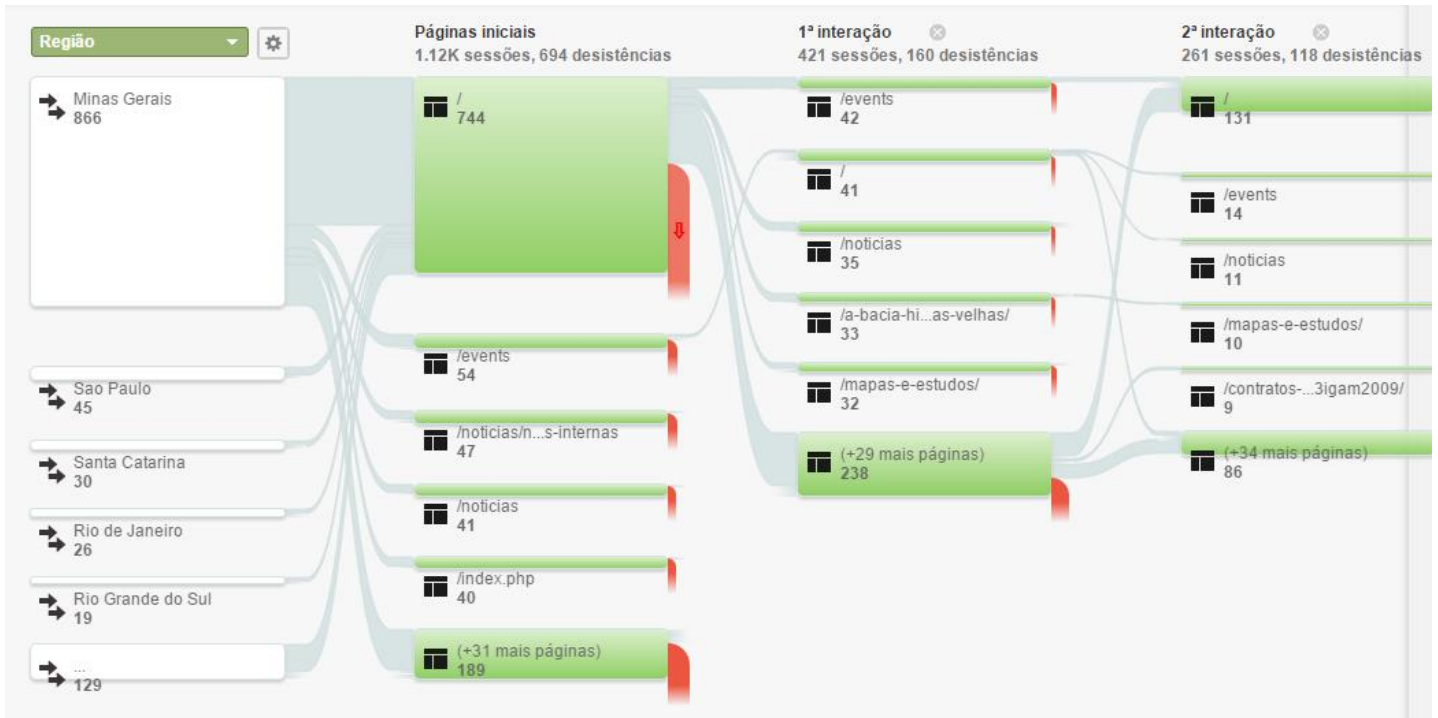 Região
Minas Gerais
866
Sao Paulo
45
Santa Catarina
30
Rio de Janeiro
26
Rio Grande do Sul
19
...
129
Páginas iniciais
1.12K sessões, 694 desistências
/
744
/events
54
/noticias/n...s-internas
47
/noticias
41
/index.php
40
(+31 mais páginas)
189
1ª interação
421 sessões, 160 desistências
/events
42
/
41
/noticias
35
/a-bacia-hi...as-velhas/
33
/mapas-e-estudos/
32
(+29 mais páginas)
238
2ª interação
261 sessões, 118 desistências
/
131
/events
14
/noticias
11
/mapas-e-estudos/
10
/contratos-...3igam2009/
9
(+34 mais páginas)
86